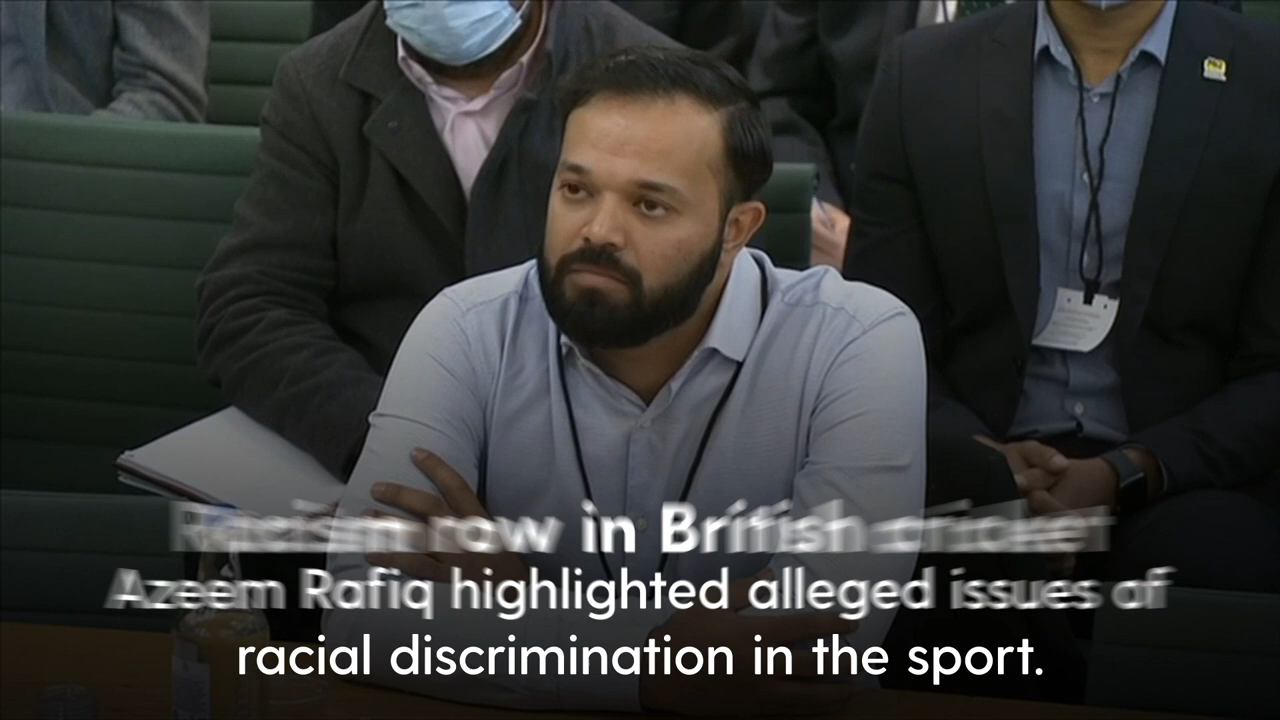 Racism row in British cricket
Azeem Rafiq highlighted alleged issues of
racial discrimination in the sport.